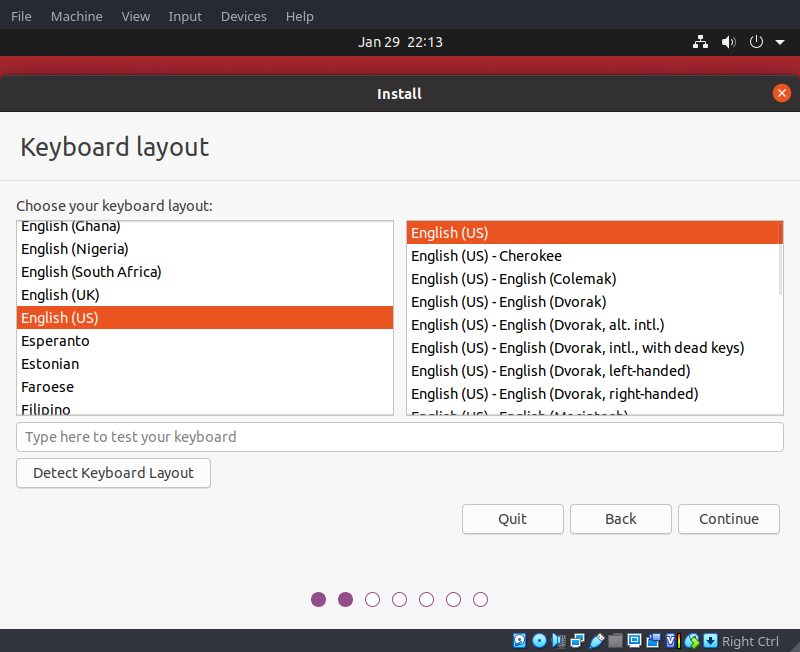 File Machine View Input Devices Help
Jan 29 22:13
Install
Keyboard layout
Choose your keyboard layout:
English (Ghana)
English (Nigeria)
English (South Africa)
English (UK)
English (US)
Esperanto
Estonian
Faroese
Filipino
English (US)
English (US) - Cherokee
English (US) - English (Colemak)
English (US) - English (Dvorak)
English (US) - English (Dvorak, alt. intl.)
English (US) - English (Dvorak, intl., with dead keys)
English (US) - English (Dvorak, left-handed)
English (US) - English (Dvorak, right-handed)
English (US) - English (Macintosh)
Type here to test your keyboard
Detect Keyboard Layout
Quit Back Continue
Right Ctrl